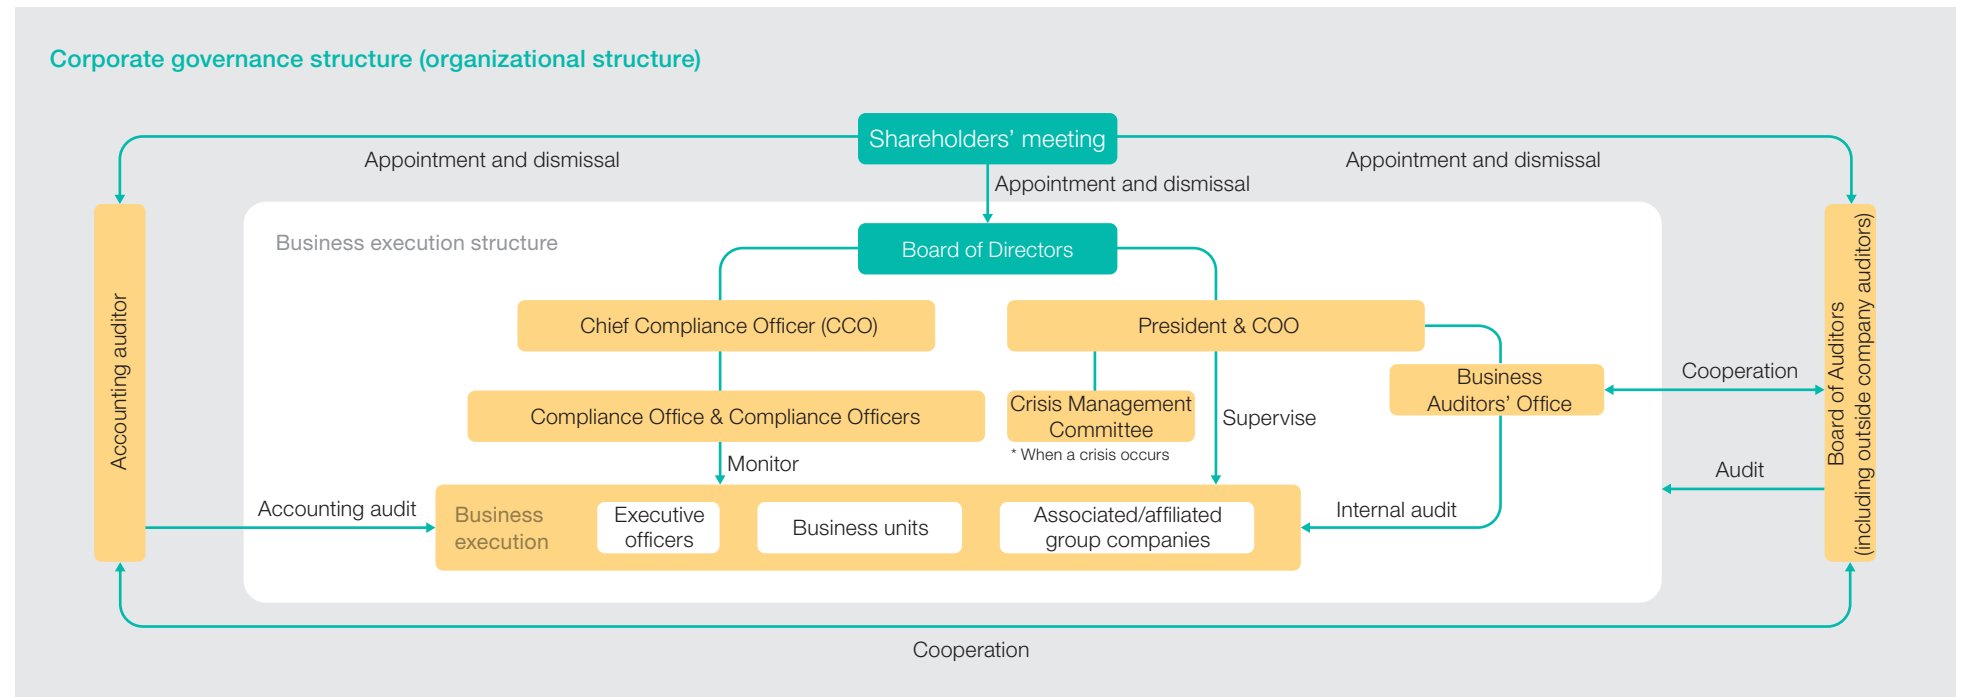 Corporate governance structure (organizational structure)
Shareholders’ meeting
Appointment and dismissal
Appointment and dismissal
Appointment and dismissal
Business execution structure
Board of Directors
Accounting auditor
Board of Auditors
(including outside company auditors)
Chief Compliance Officer (CCO)
President & COO
Business
Auditors’ Office
Cooperation
Compliance Office & Compliance Officers
Crisis Management
Committee
* When a crisis occurs
Supervise
Monitor
Audit
Accounting audit
Business
execution
Executive
officers
Business units
Associated/affiliated
group companies
Internal audit
Cooperation